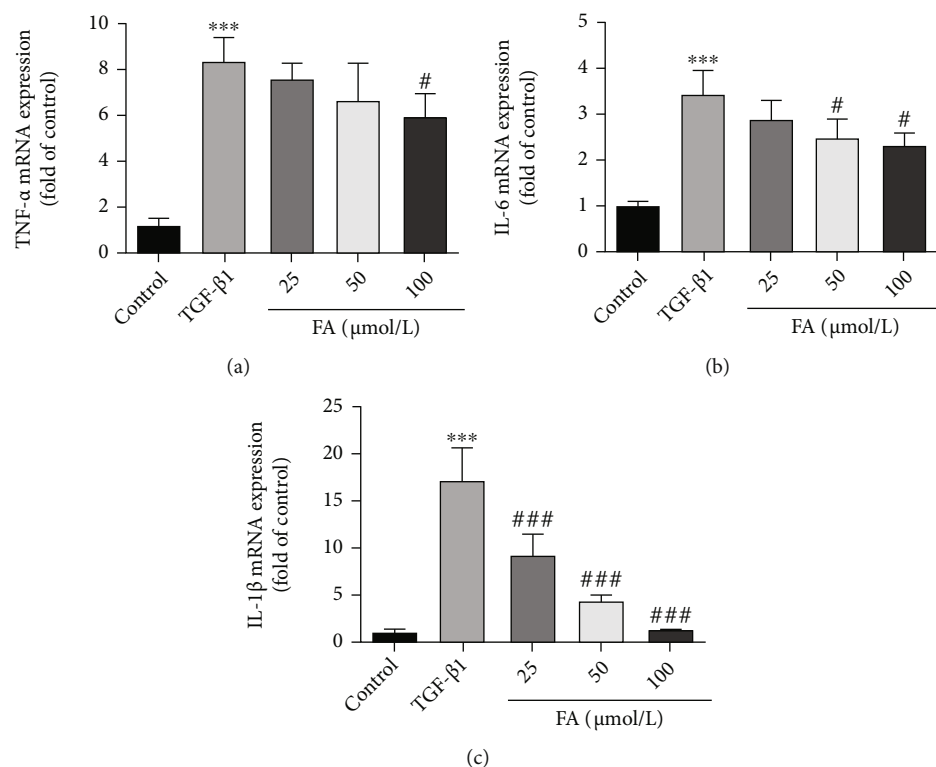 TNF-α mRNA expression
(fold of control)
10
8
6
4
2
0
***
#
Control
TGF-β1
25
50
100
FA (μmol/L)
(a)
IL-6 mRNA expression
(fold of control)
5
4
3
2
1
0
***
#
#
Control
TGF-β1
25
50
100
FA (μmol/L)
(b)
IL-1β mRNA expression
(fold of control)
25
20
15
10
5
0
***
###
###
###
Control
TGF-β1
25
50
100
FA (μmol/L)
(c)